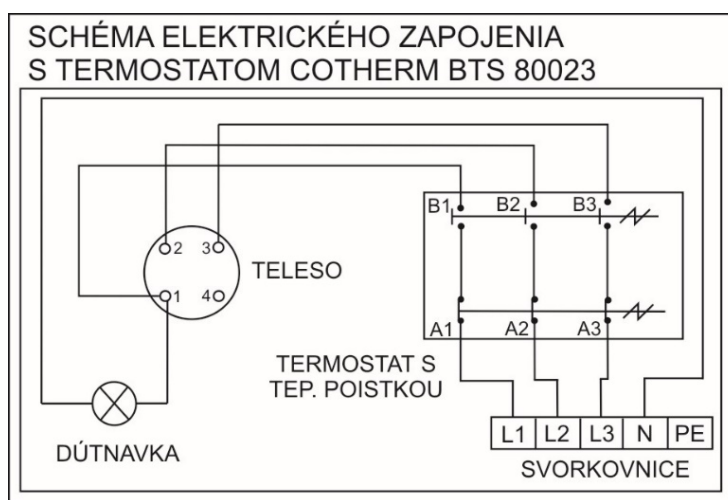 SCHÉMA ELEKTRICKÉHO ZAPOJENIA
S TERMOSTATOM COTHERM BTS 80023
B1 B2 B3
2 3
TELESO
1 4
A1 A2 A3
TERMOSTAT S
TEP. POISTKOU
L1 L2 L3 N PE
DÚTNAVKA
SVORKOVNICE